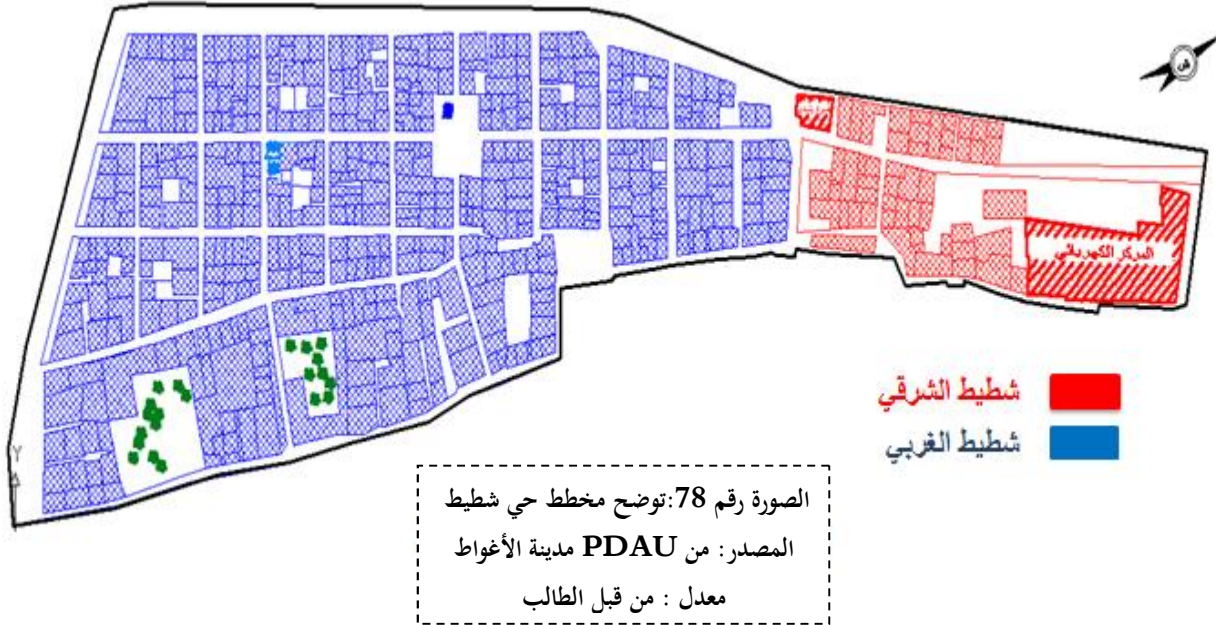 ش
المركز الكهربائي
شطيط الشرقي
شطيط الغربي
الصورة رقم 78:توضح مخطط حي شطيط
المصدر: من PDAU مدينة الأغواط
معدل : من قبل الطالب
Y